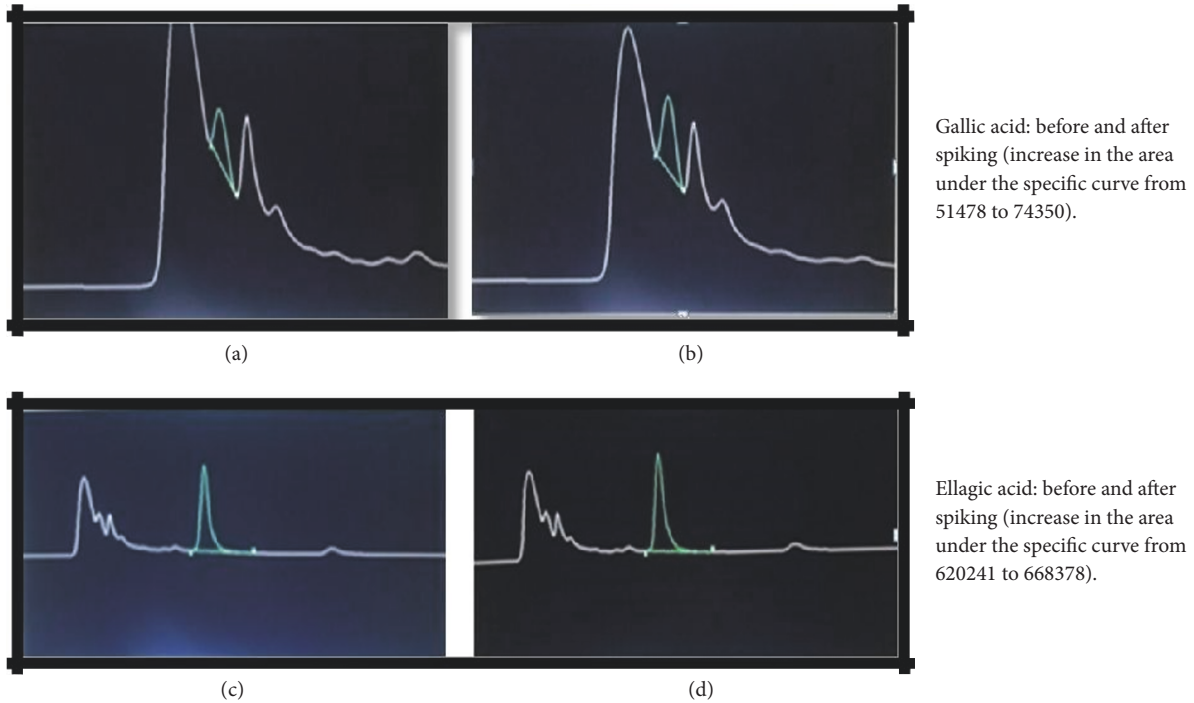 Gallic acid: before and after
spiking (increase in the area
under the specific curve from
51478 to 74350).
(a)
(b)
Ellagic acid: before and after
spiking (increase in the area
under the specific curve from
620241 to 668378).
(c)
(d)